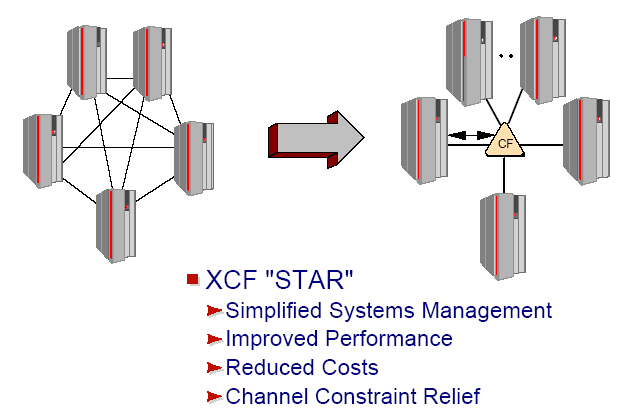 CF
XCF "STAR"
Simplified Systems Management
Improved Performance
Reduced Costs
Channel Constraint Relief